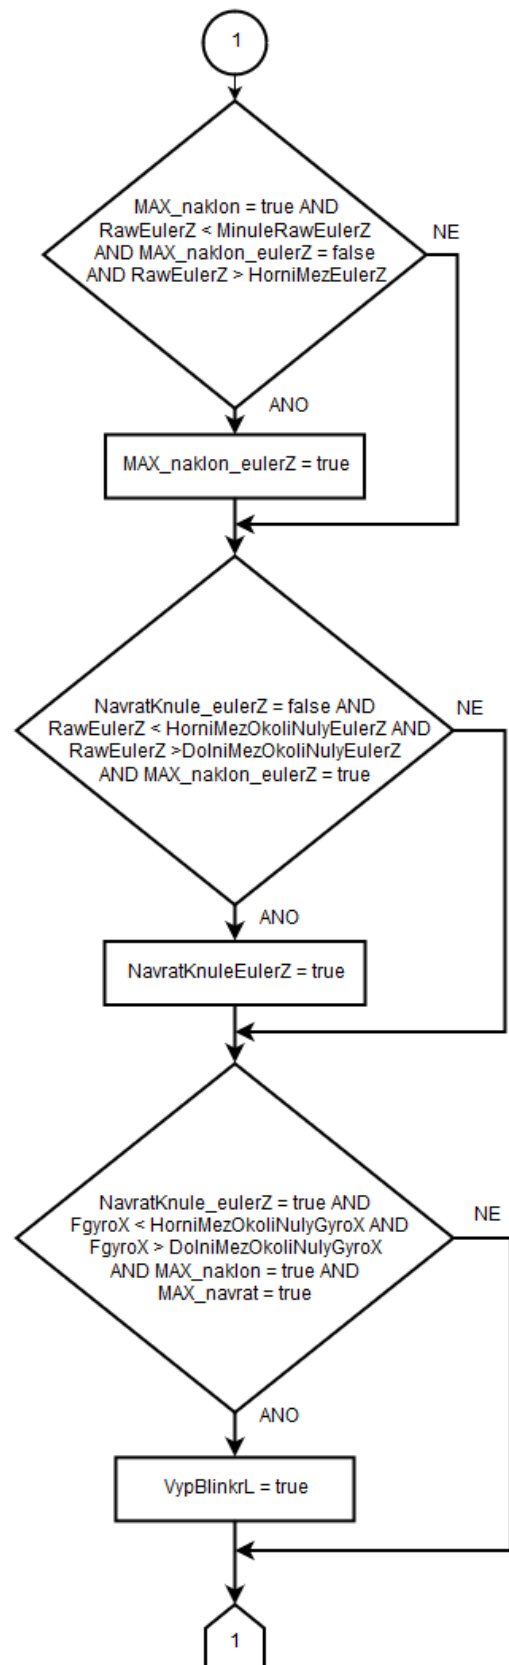 1
MAX_naklon = true AND
RawEulerZ < MinuleRawEulerZ
AND MAX_naklon_eulerZ = false
AND RawEulerZ > HorniMezEulerZ
NE
ANO
MAX_naklon_eulerZ = true
NavratKnule_eulerZ = false AND
RawEulerZ < HorniMezOkoliNulyEulerZ AND
RawEulerZ >DolniMezOkoliNulyEulerZ
AND MAX_naklon_eulerZ = true
NE
ANO
NavratKnuleEulerZ = true
NavratKnule_eulerZ = true AND
FgyroX < HorniMezOkoliNulyGyroX AND
FgyroX > DolniMezOkoliNulyGyroX
AND MAX_naklon = true AND
MAX_navrat = true
NE
ANO
VypBlinkrL = true
1